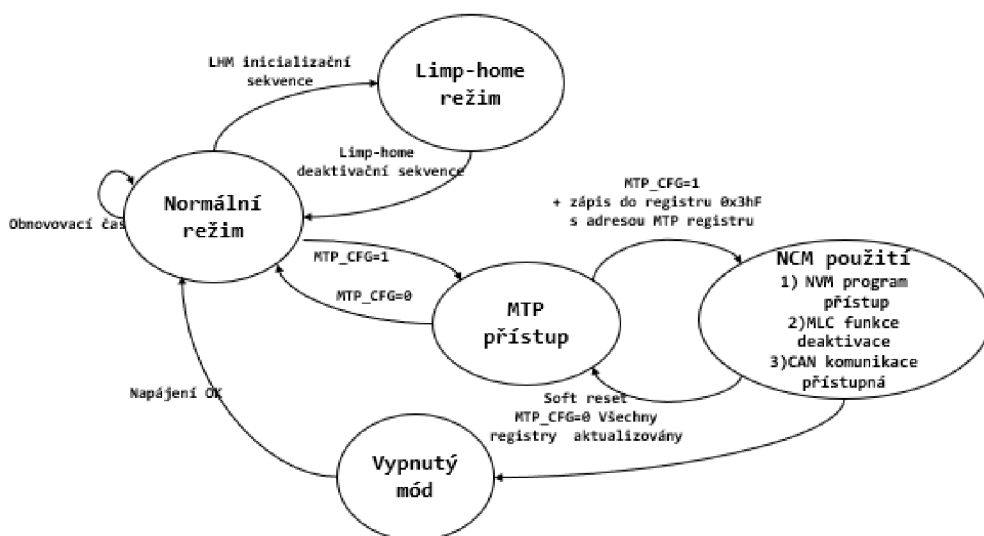 LHM inicializační
sekvence
Limp-home
režim
Limp-home
deaktivační sekvence
Normální
režim
Obnovovací čas
MTP_CFG=1
+ zápis do registru 0x3hF
s adresou MTP registru
MTP_CFG=1
MTP_CFG=0
MTP
přístup
NCM použití
1) NVM program
přístup
2)MLC funkce
deaktivace
3)CAN komunikace
přístupná
Napájení OK
Soft reset
MTP_CFG=0 Všechny
registry aktualizovány
Vypnutý
mód